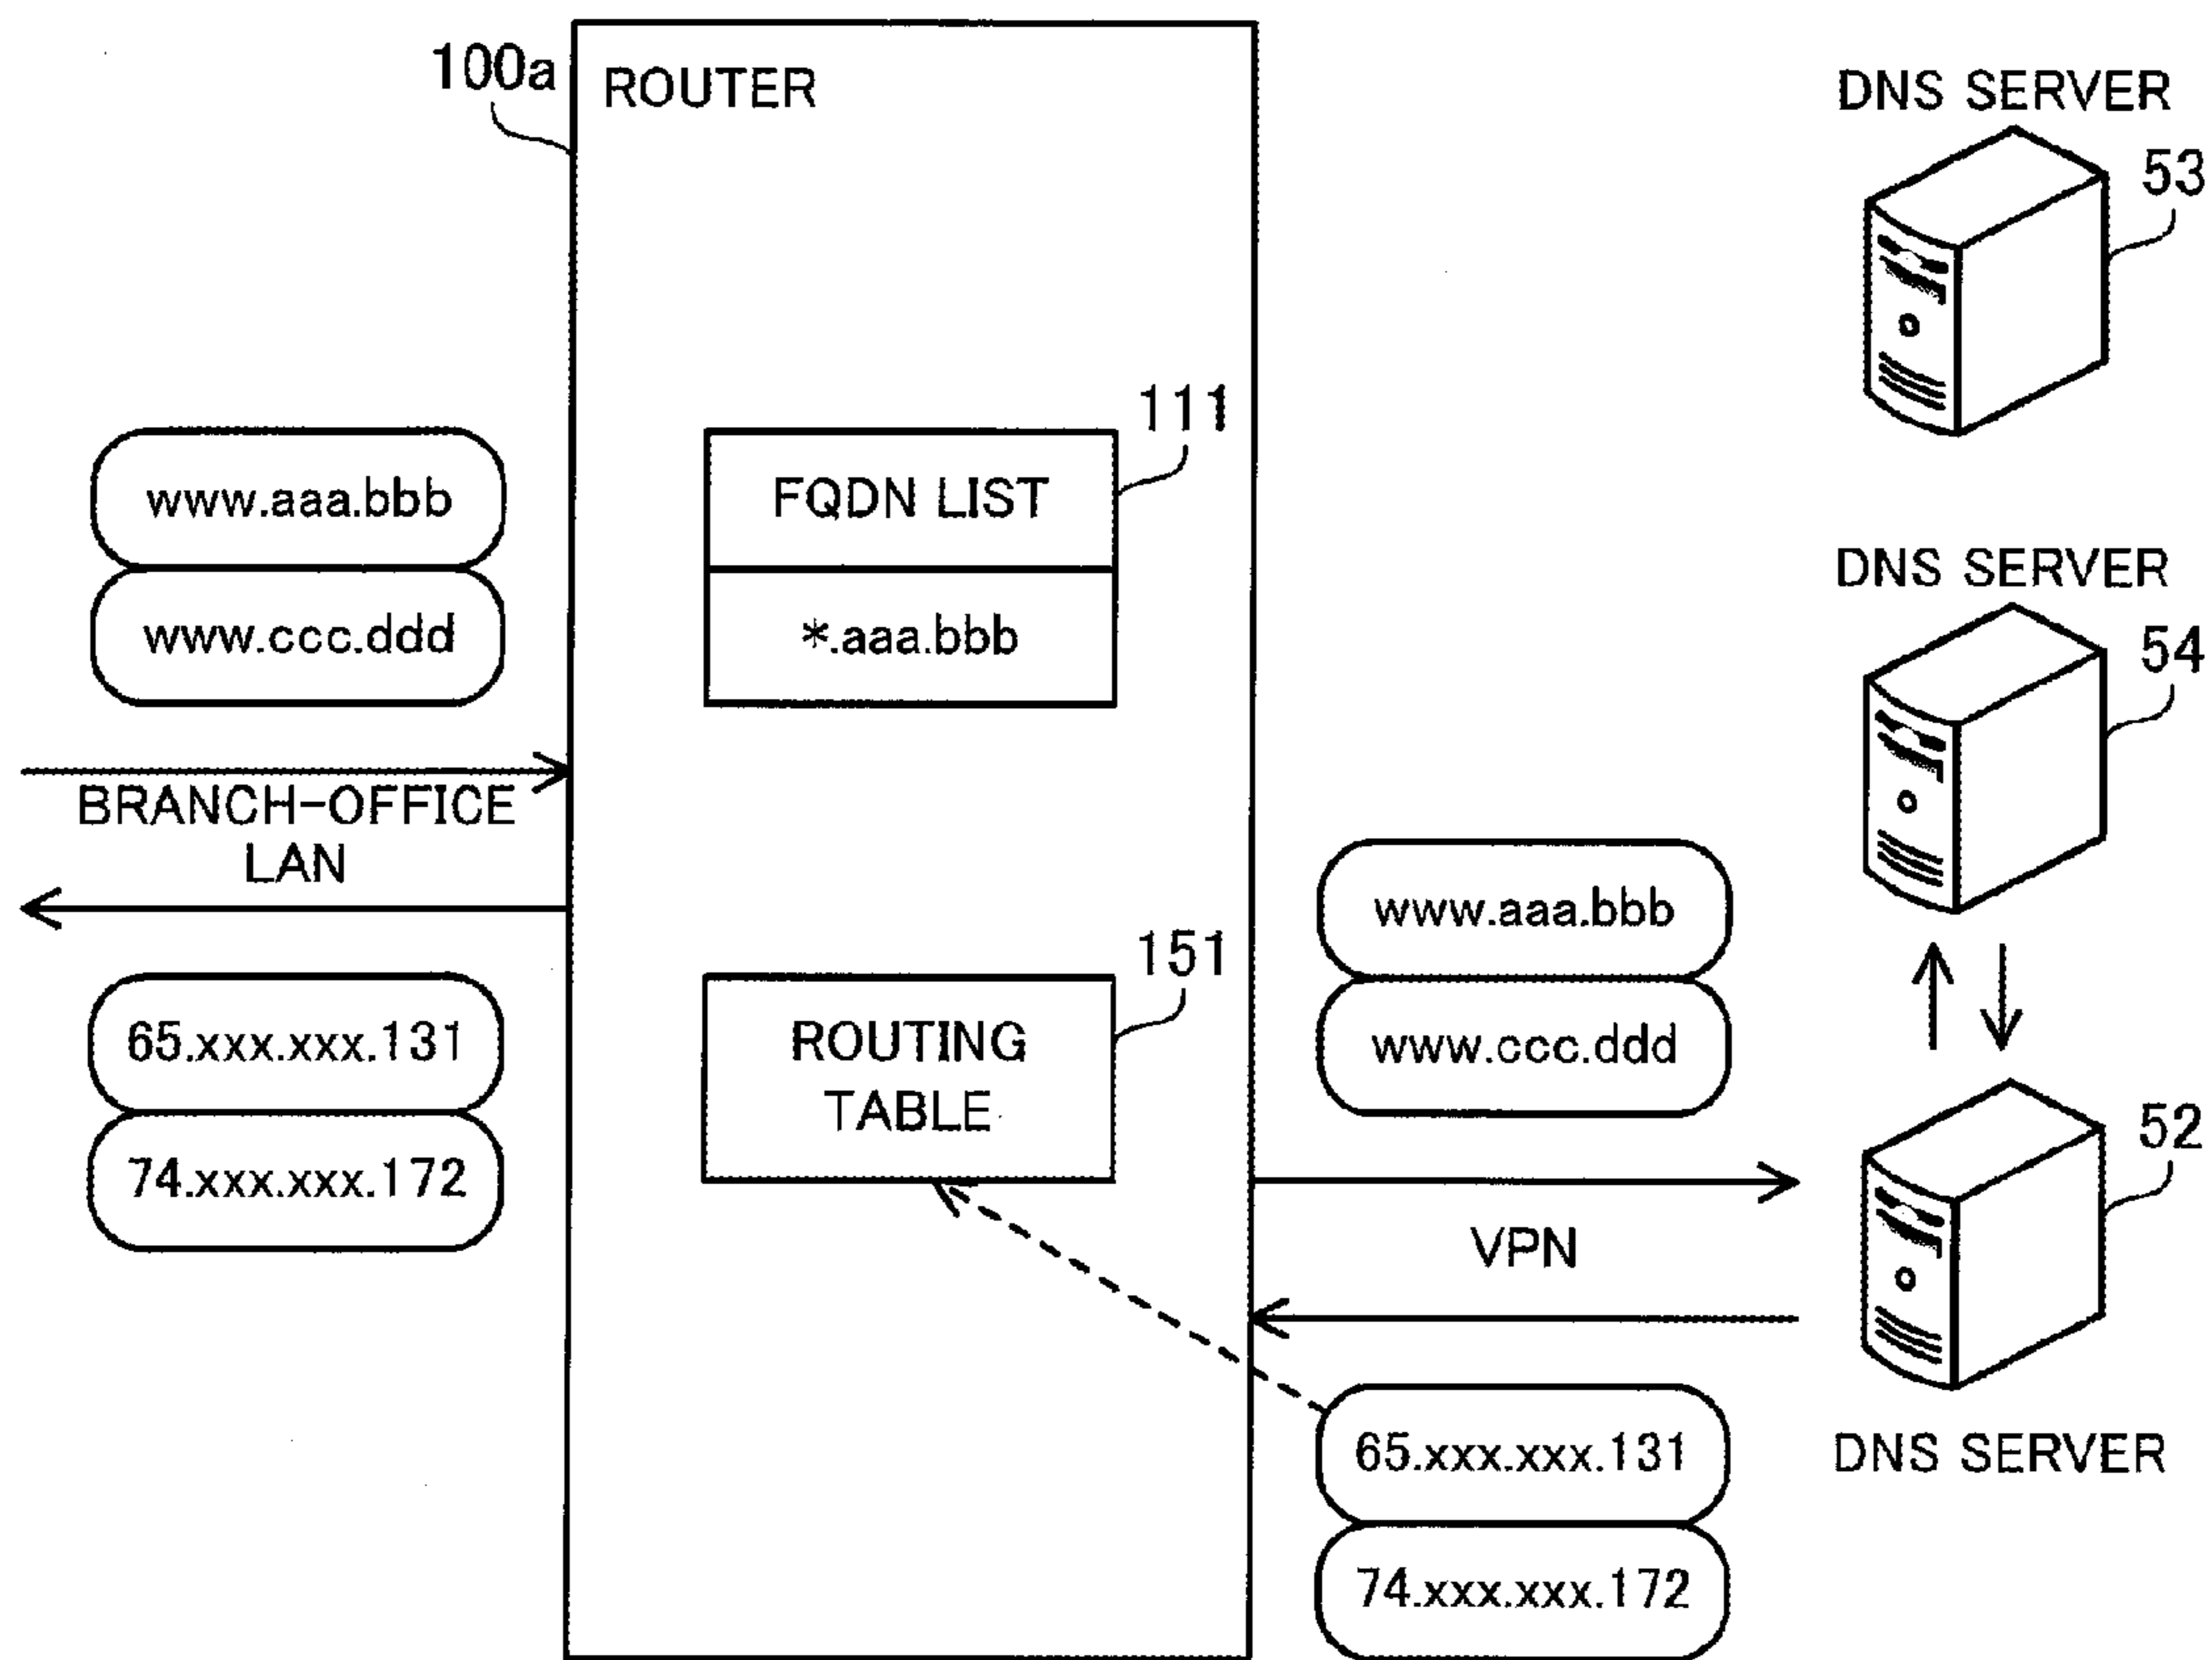 100a
ROUTER
DNS SERVER
53
111
www.aaa.bbb
FQDN LIST
www.ccc.ddd
*.aaa.bbb
DNS SERVER
54
BRANCH-OFFICE
LAN
www.aaa.bbb
151
65.xxx.xxx.131
ROUTING
TABLE
www.ccc.ddd
74.xxx.xxx.172
52
VPN
65.xxx.xxx.131
DNS SERVER
74.xxx.xxx.172